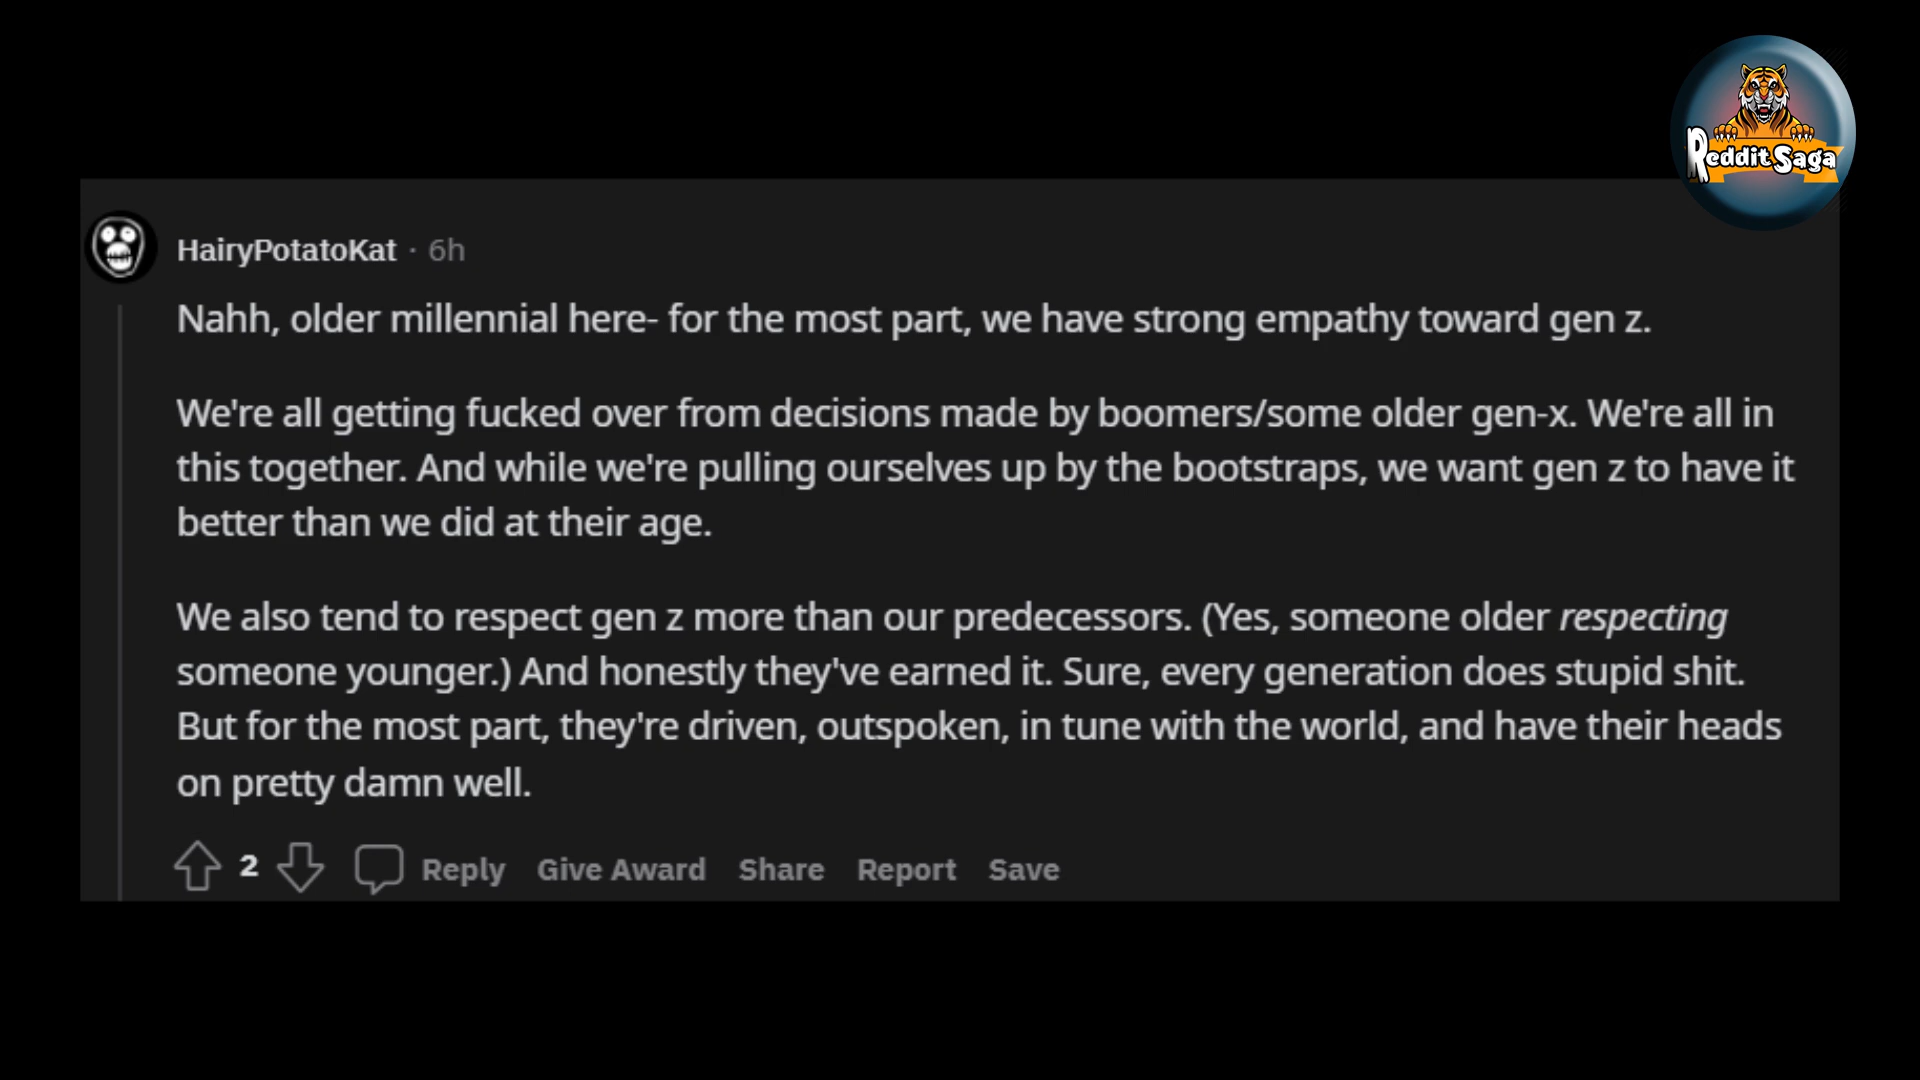 Reddit Saga
HairyPotatoKat · 6h
Nahh, older millennial here- for the most part, we have strong empathy toward gen z.
We're all getting fucked over from decisions made by boomers/some older gen-x. We're all in
this together. And while we're pulling ourselves up by the bootstraps, we want gen z to have it
better than we did at their age.
We also tend to respect gen z more than our predecessors. (Yes, someone older respecting
someone younger.) And honestly they've earned it. Sure, every generation does stupid shit.
But for the most part, they're driven, outspoken, in tune with the world, and have their heads
on pretty damn well.
2 Reply Give Award Share Report Save